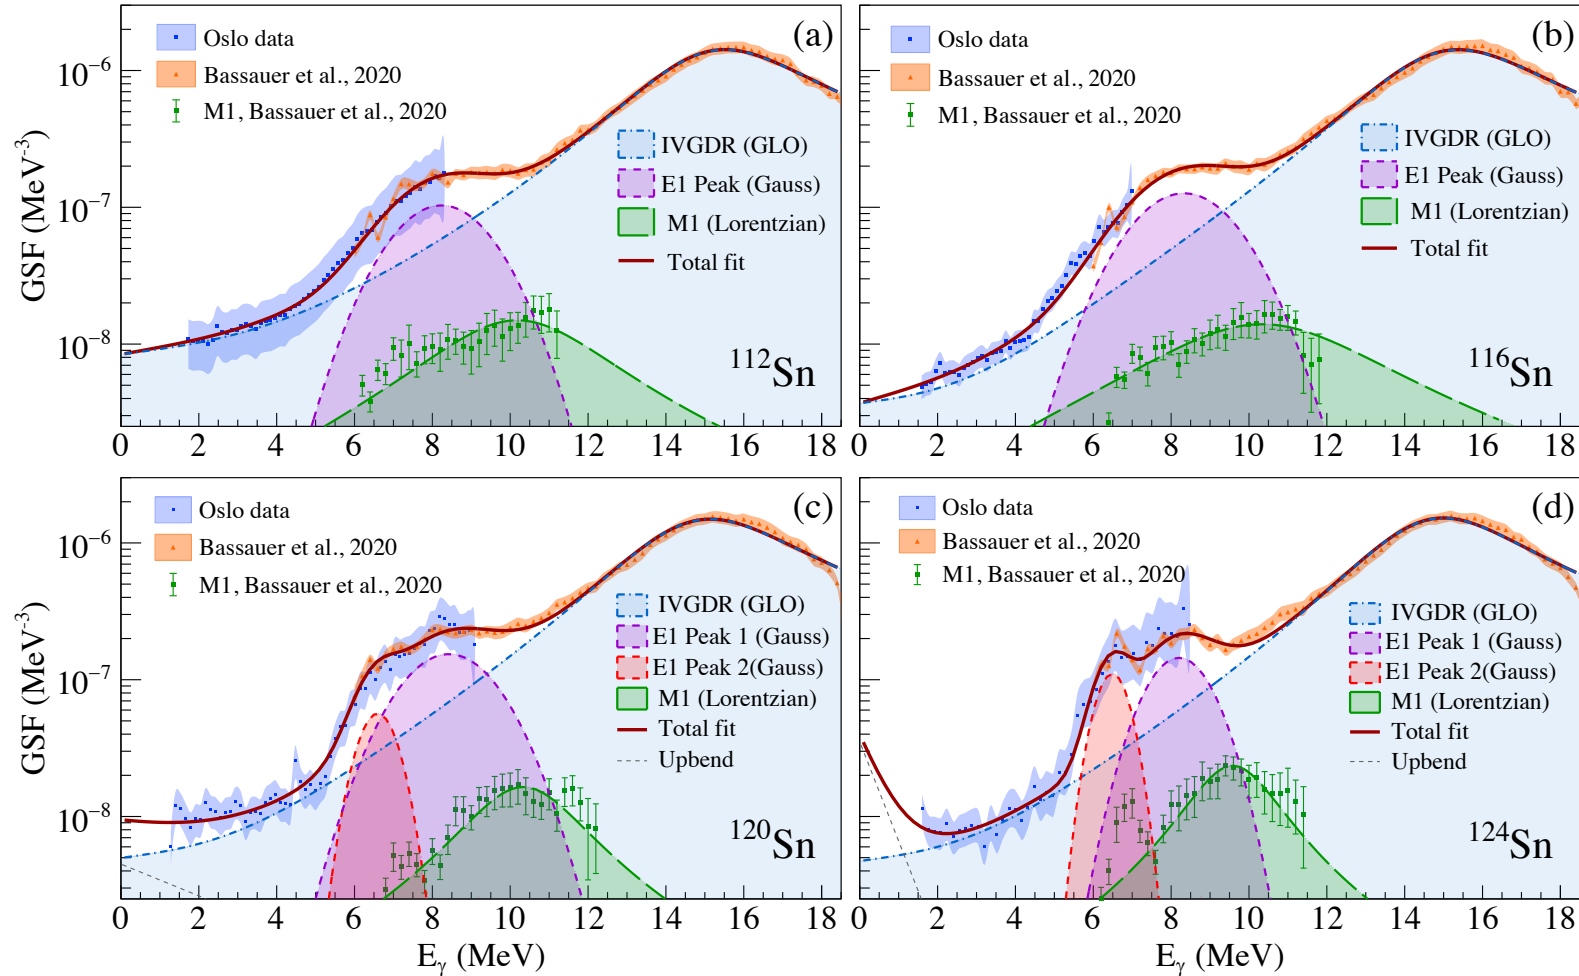 (a)
Oslo data
Bassauer et al., 2020
M1, Bassauer et al., 2020
IVGDR (GLO)
E1 Peak (Gauss)
M1 (Lorentzian)
Total fit
112Sn
GSF (MeV-3)
10−6
10−7
10−8
0 2 4 6 8 10 12 14 16 18
(b)
Oslo data
Bassauer et al., 2020
M1, Bassauer et al., 2020
IVGDR (GLO)
E1 Peak (Gauss)
M1 (Lorentzian)
Total fit
116Sn
0 2 4 6 8 10 12 14 16 18
(c)
Oslo data
Bassauer et al., 2020
M1, Bassauer et al., 2020
IVGDR (GLO)
E1 Peak 1 (Gauss)
E1 Peak 2(Gauss)
M1 (Lorentzian)
Total fit
Upbend
120Sn
GSF (MeV-3)
10−6
10−7
10−8
0 2 4 6 8 10 12 14 16 18
Eγ (MeV)
(d)
Oslo data
Bassauer et al., 2020
M1, Bassauer et al., 2020
IVGDR (GLO)
E1 Peak 1 (Gauss)
E1 Peak 2(Gauss)
M1 (Lorentzian)
Total fit
Upbend
124Sn
0 2 4 6 8 10 12 14 16 18
Eγ (MeV)